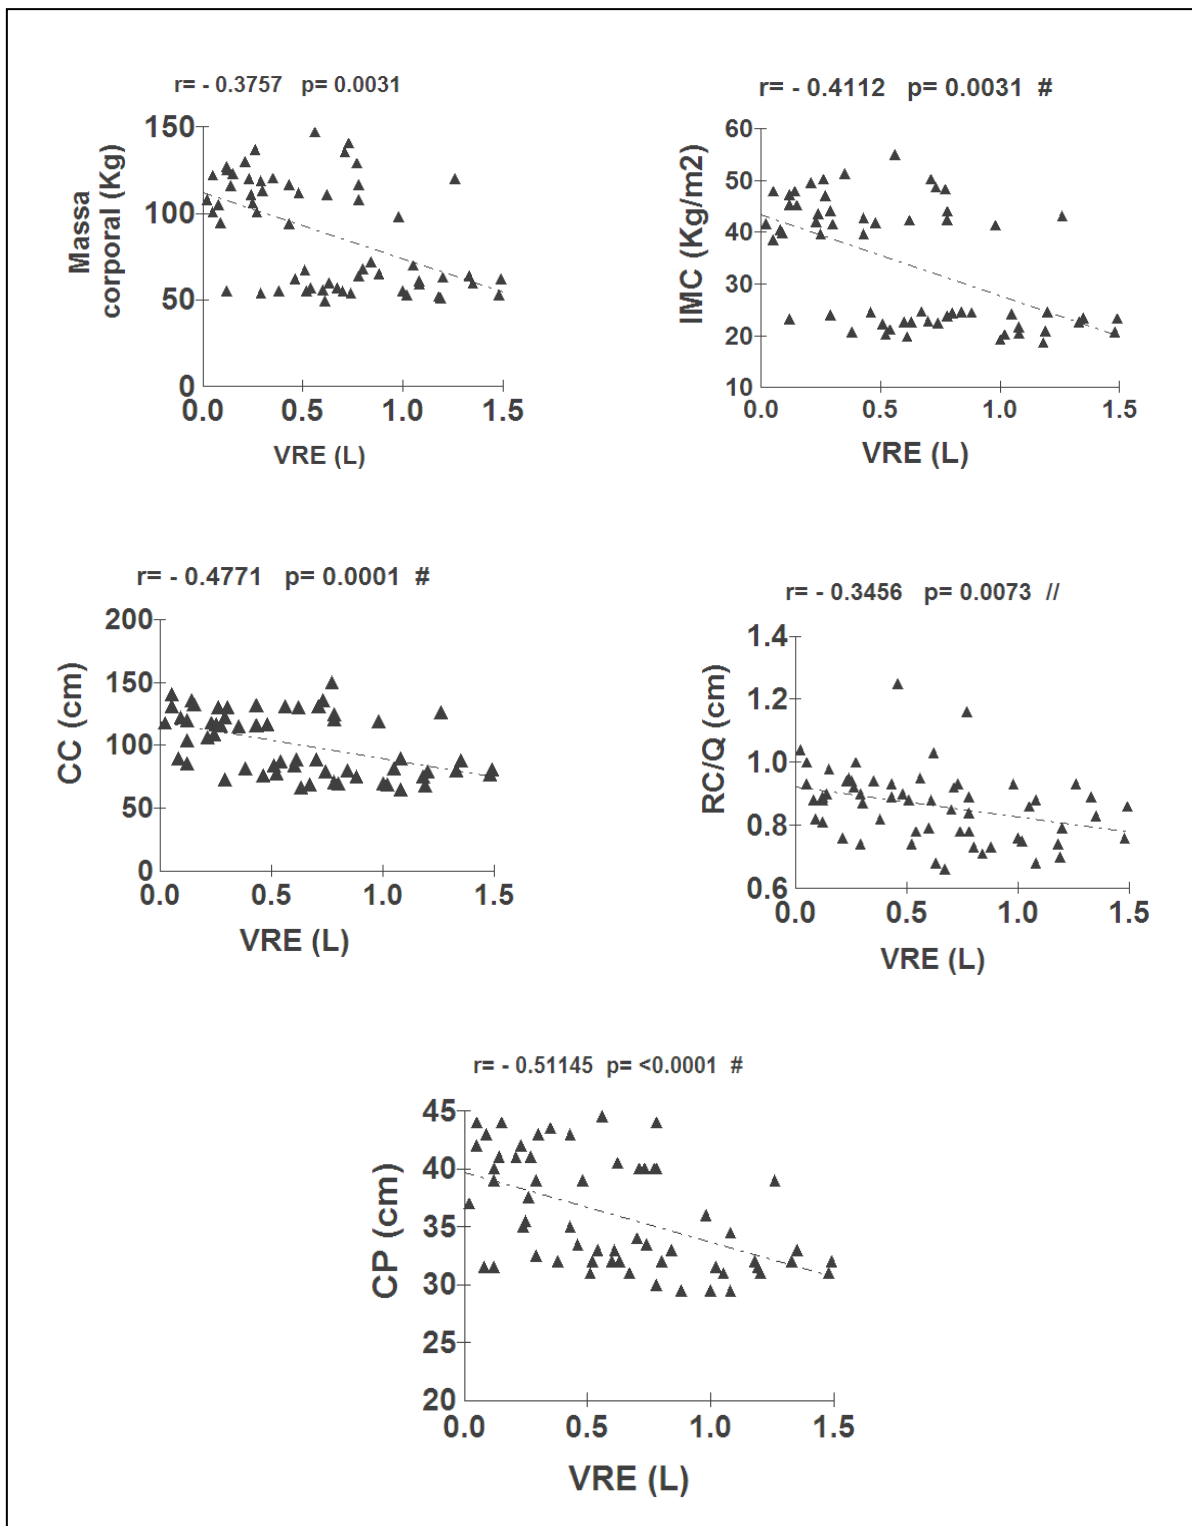 r= - 0.3757 p= 0.0031
Massa
corporal (Kg)
150
100
50
0
0.0 0.5 1.0 1.5
VRE (L)
r= - 0.4112 p= 0.0031 #
IMC (Kg/m2)
60
50
40
30
20
10
0.0 0.5 1.0 1.5
VRE (L)
r= - 0.4771 p= 0.0001 #
CC (cm)
200
150
100
50
0
0.0 0.5 1.0 1.5
VRE (L)
r= - 0.3456 p= 0.0073 //
RC/Q (cm)
1.4
1.2
1.0
0.8
0.6
0.0 0.5 1.0 1.5
VRE (L)
r= - 0.51145 p= <0.0001 #
CP (cm)
45
40
35
30
25
20
0.0 0.5 1.0 1.5
VRE (L)